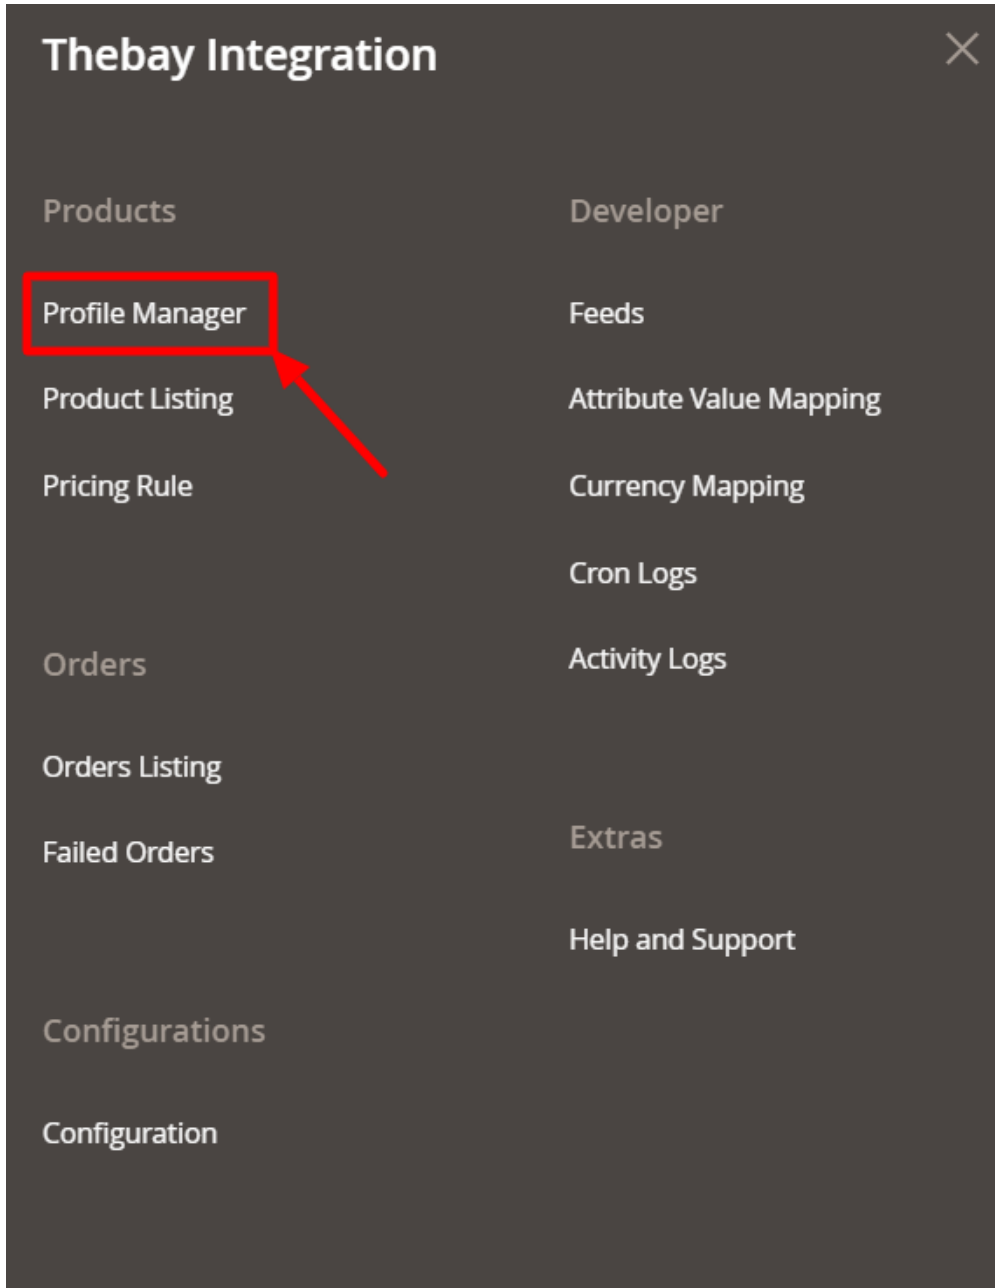 Thebay Integration
Products
Profile Manager
Product Listing
Pricing Rule
Orders
Orders Listing
Failed Orders
Configurations
Configuration
Developer
Feeds
Attribute Value Mapping
Currency Mapping
Cron Logs
Activity Logs
Extras
Help and Support